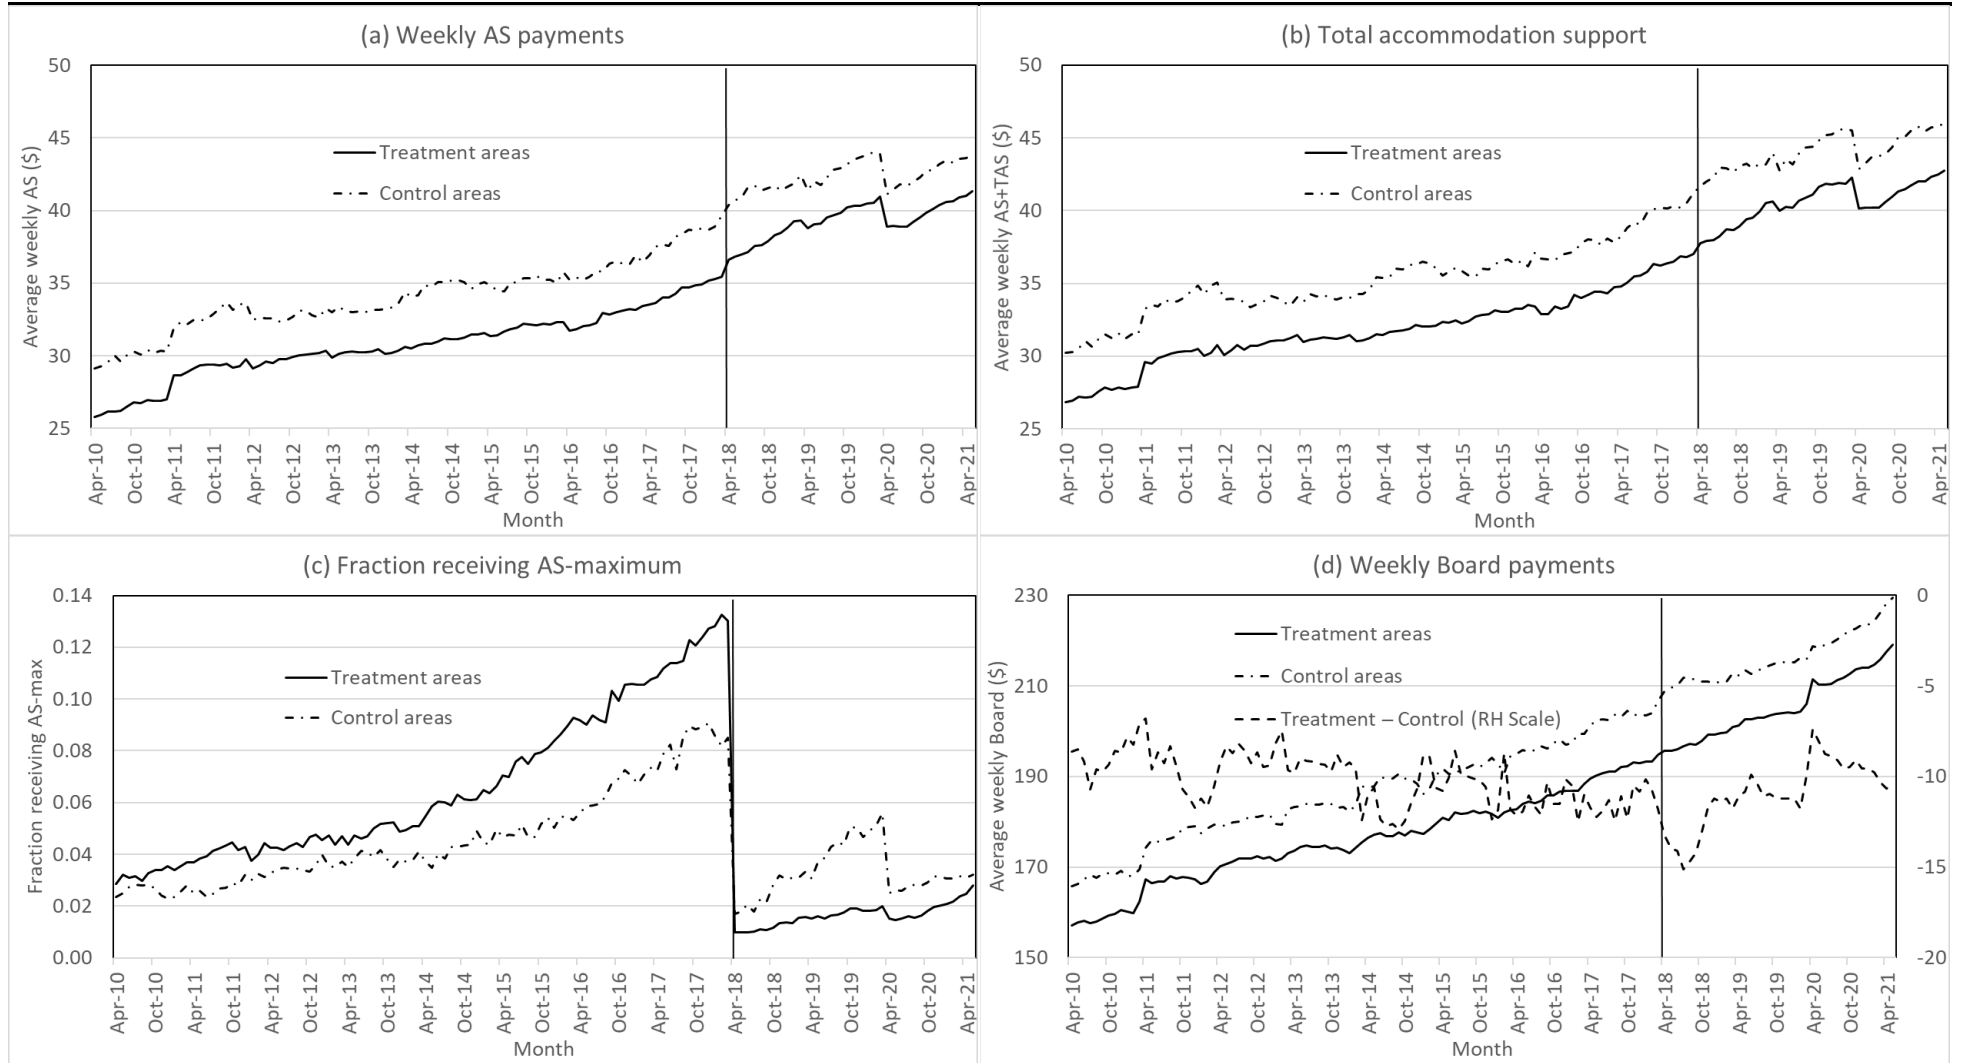 (a) Weekly AS payments
50
45
40
35
30
25
Average weekly AS ($)
Treatment areas
Control areas
Apr-10
Oct-10
Apr-11
Oct-11
Apr-12
Oct-12
Apr-13
Oct-13
Apr-14
Oct-14
Apr-15
Oct-15
Apr-16
Oct-16
Apr-17
Oct-17
Apr-18
Oct-18
Apr-19
Oct-19
Apr-20
Oct-20
Apr-21
Month
(b) Total accommodation support
50
45
40
35
30
25
Average weekly AS+TAS ($)
Treatment areas
Control areas
Apr-10
Oct-10
Apr-11
Oct-11
Apr-12
Oct-12
Apr-13
Oct-13
Apr-14
Oct-14
Apr-15
Oct-15
Apr-16
Oct-16
Apr-17
Oct-17
Apr-18
Oct-18
Apr-19
Oct-19
Apr-20
Oct-20
Apr-21
Month
(c) Fraction receiving AS-maximum
0.14
0.12
0.10
0.08
0.06
0.04
0.02
0.00
Fraction receiving AS-max
Treatment areas
Control areas
Apr-10
Oct-10
Apr-11
Oct-11
Apr-12
Oct-12
Apr-13
Oct-13
Apr-14
Oct-14
Apr-15
Oct-15
Apr-16
Oct-16
Apr-17
Oct-17
Apr-18
Oct-18
Apr-19
Oct-19
Apr-20
Oct-20
Apr-21
Month
(d) Weekly Board payments
230
210
190
170
150
Average weekly Board ($)
Treatment areas
Control areas
Treatment – Control (RH Scale)
0
-5
-10
-15
-20
Apr-10
Oct-10
Apr-11
Oct-11
Apr-12
Oct-12
Apr-13
Oct-13
Apr-14
Oct-14
Apr-15
Oct-15
Apr-16
Oct-16
Apr-17
Oct-17
Apr-18
Oct-18
Apr-19
Oct-19
Apr-20
Oct-20
Apr-21
Month